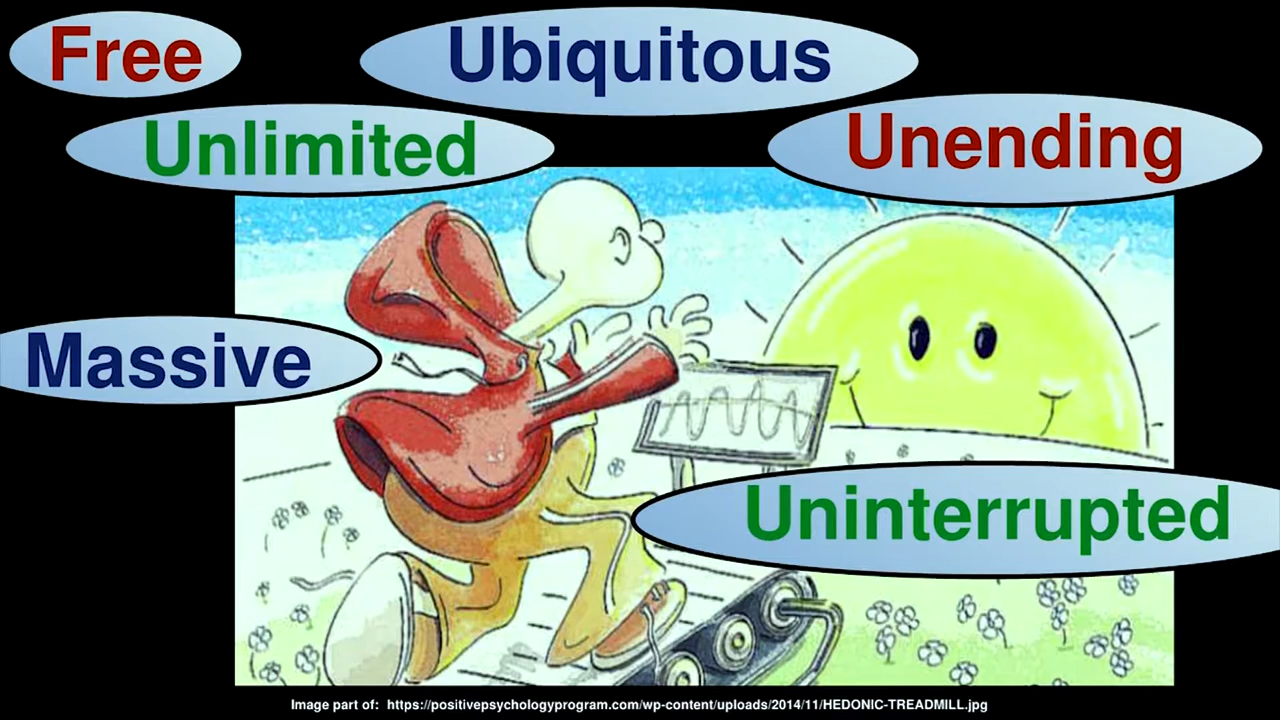 Free
Ubiquitous
Unlimited
Unending
Massive
Uninterrupted
Image part of:  https://positivepsychologyprogram.com/wp-content/uploads/2014/11/HEDONIC-TREADMILL.jpg